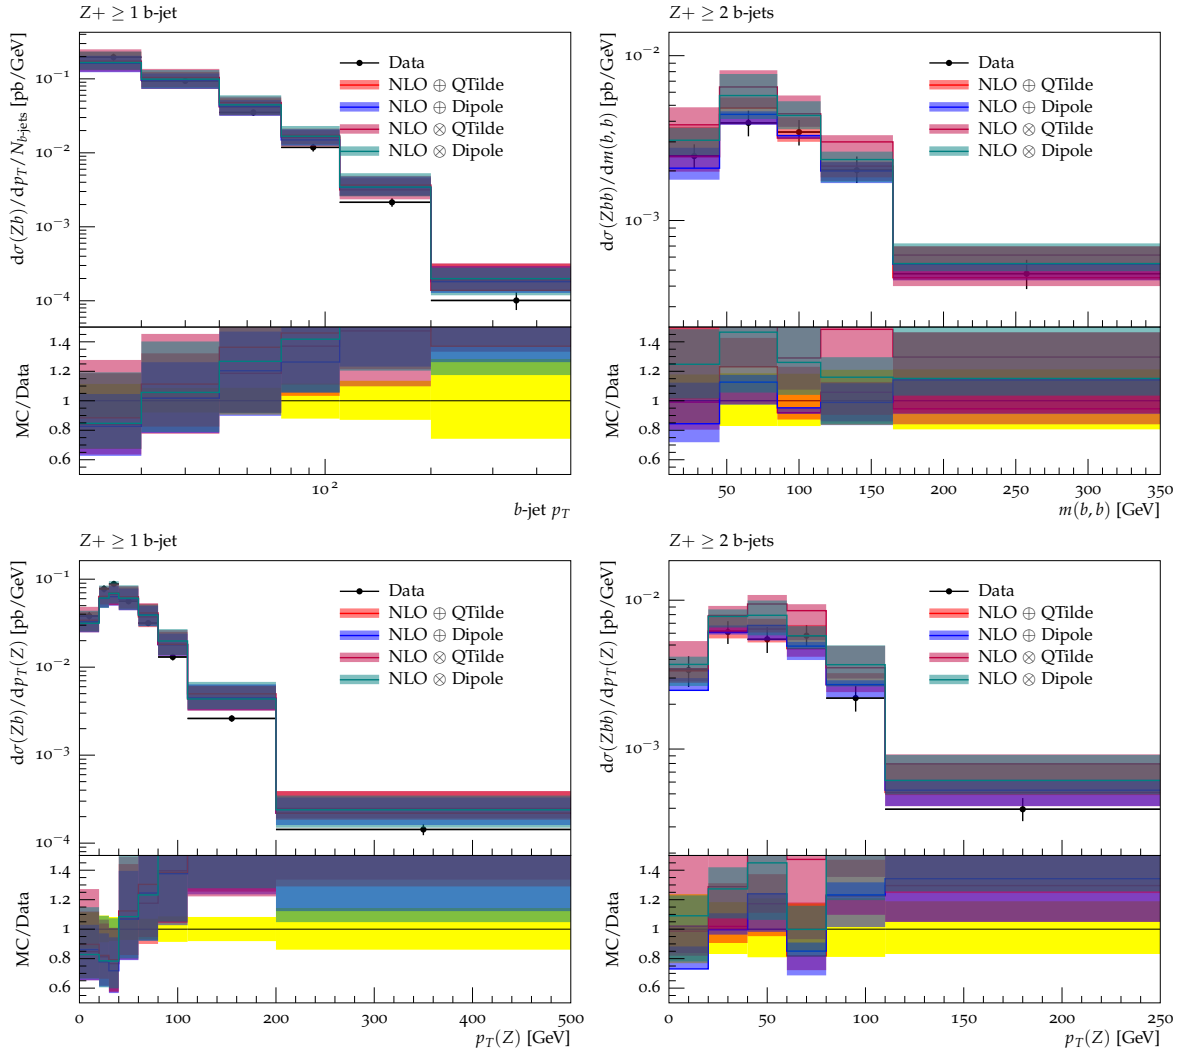 Z+ ≥ 1 b-jet
dσ(Zb)/dp_T/N_b-jets [pb/GeV]
10⁻¹
10⁻²
10⁻³
10⁻⁴
Data
NLO ⊕ QTilde
NLO ⊕ Dipole
NLO ⊗ QTilde
NLO ⊗ Dipole
MC/Data
1.4
1.2
1
0.8
0.6
10²
b-jet p_T
Z+ ≥ 2 b-jets
dσ(Zbb)/dm(b,b) [pb/GeV]
10⁻²
10⁻³
Data
NLO ⊕ QTilde
NLO ⊕ Dipole
NLO ⊗ QTilde
NLO ⊗ Dipole
MC/Data
1.4
1.2
1
0.8
0.6
50 100 150 200 250 300 350
m(b,b) [GeV]
Z+ ≥ 1 b-jet
dσ(Zb)/dp_T(Z) [pb/GeV]
10⁻¹
10⁻²
10⁻³
10⁻⁴
Data
NLO ⊕ QTilde
NLO ⊕ Dipole
NLO ⊗ QTilde
NLO ⊗ Dipole
MC/Data
1.4
1.2
1
0.8
0.6
0 100 200 300 400 500
p_T(Z) [GeV]
Z+ ≥ 2 b-jets
dσ(Zbb)/dp_T(Z) [pb/GeV]
10⁻²
10⁻³
Data
NLO ⊕ QTilde
NLO ⊕ Dipole
NLO ⊗ QTilde
NLO ⊗ Dipole
MC/Data
1.4
1.2
1
0.8
0.6
0 50 100 150 200 250
p_T(Z) [GeV]